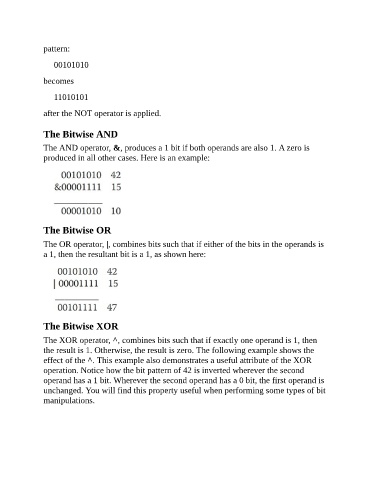 pattern:
00101010
becomes
11010101
after the NOT operator is applied.
The Bitwise AND
The AND operator, &, produces a 1 bit if both operands are also 1. A zero is
produced in all other cases. Here is an example:
00101010 42
&00001111 15
00001010 10
The Bitwise OR
The OR operator, |, combines bits such that if either of the bits in the operands is
a 1, then the resultant bit is a 1, as shown here:
00101010 42
| 00001111 15
00101111 47
The Bitwise XOR
The XOR operator, ^, combines bits such that if exactly one operand is 1, then
the result is 1. Otherwise, the result is zero. The following example shows the
effect of the ^. This example also demonstrates a useful attribute of the XOR
operation. Notice how the bit pattern of 42 is inverted wherever the second
operand has a 1 bit. Wherever the second operand has a 0 bit, the first operand is
unchanged. You will find this property useful when performing some types of bit
manipulations.